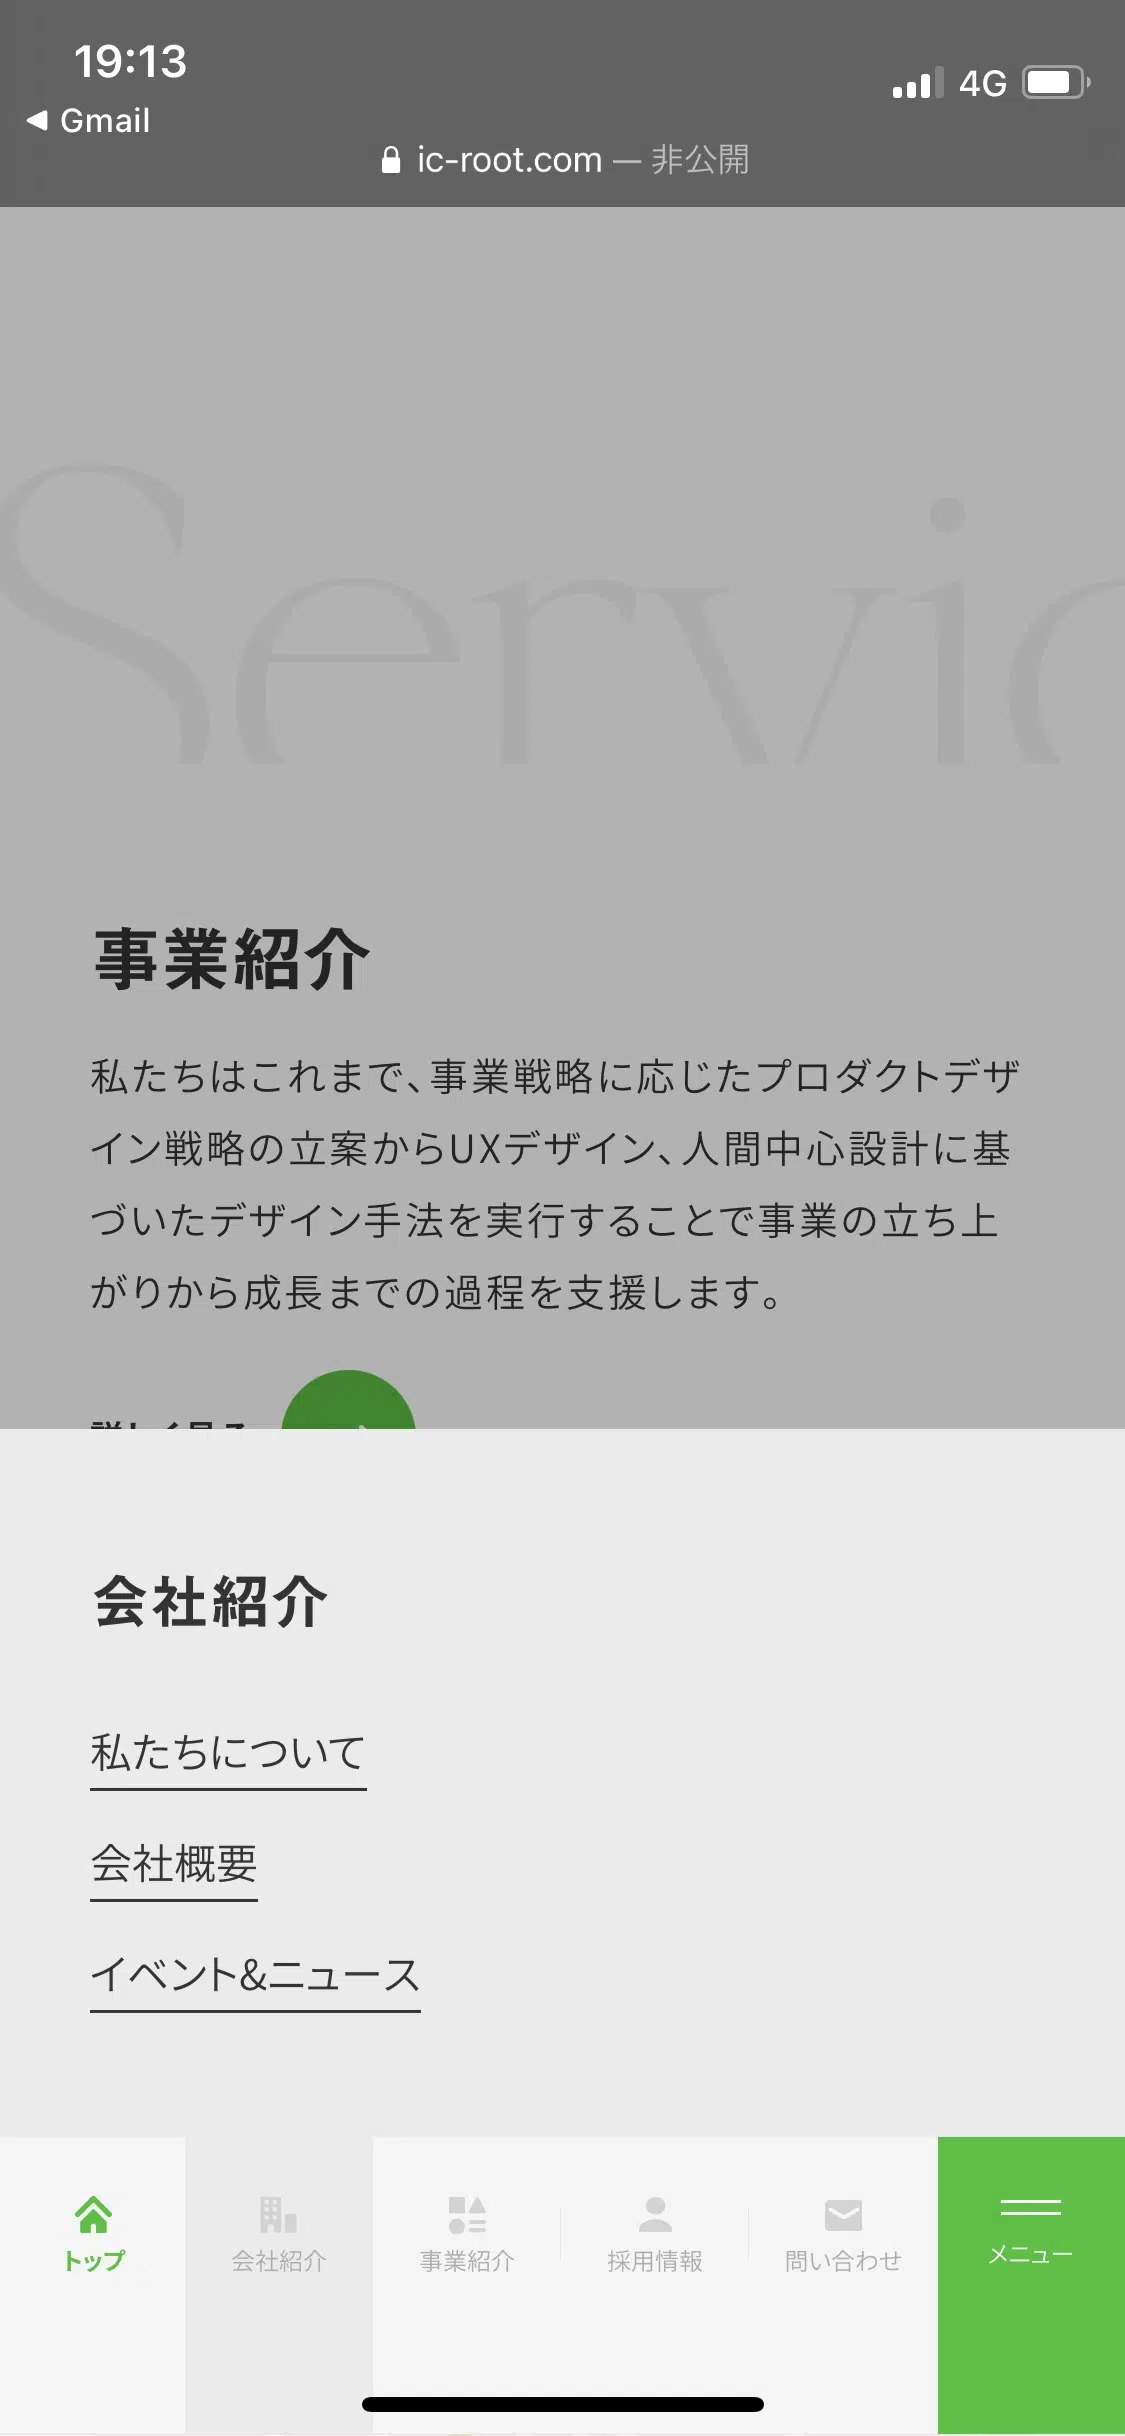 19:13
4G
◀ Gmail
ic-root.com — 非公開
Servic
事業紹介
私たちはこれまで、事業戦略に応じたプロダクトデザ
イン戦略の立案からUXデザイン、人間中心設計に基
づいたデザイン手法を実行することで事業の立ち上
がりから成長までの過程を支援します。
会社紹介
私たちについて
会社概要
イベント&ニュース
トップ
会社紹介
事業紹介
採用情報
問い合わせ
メニュー